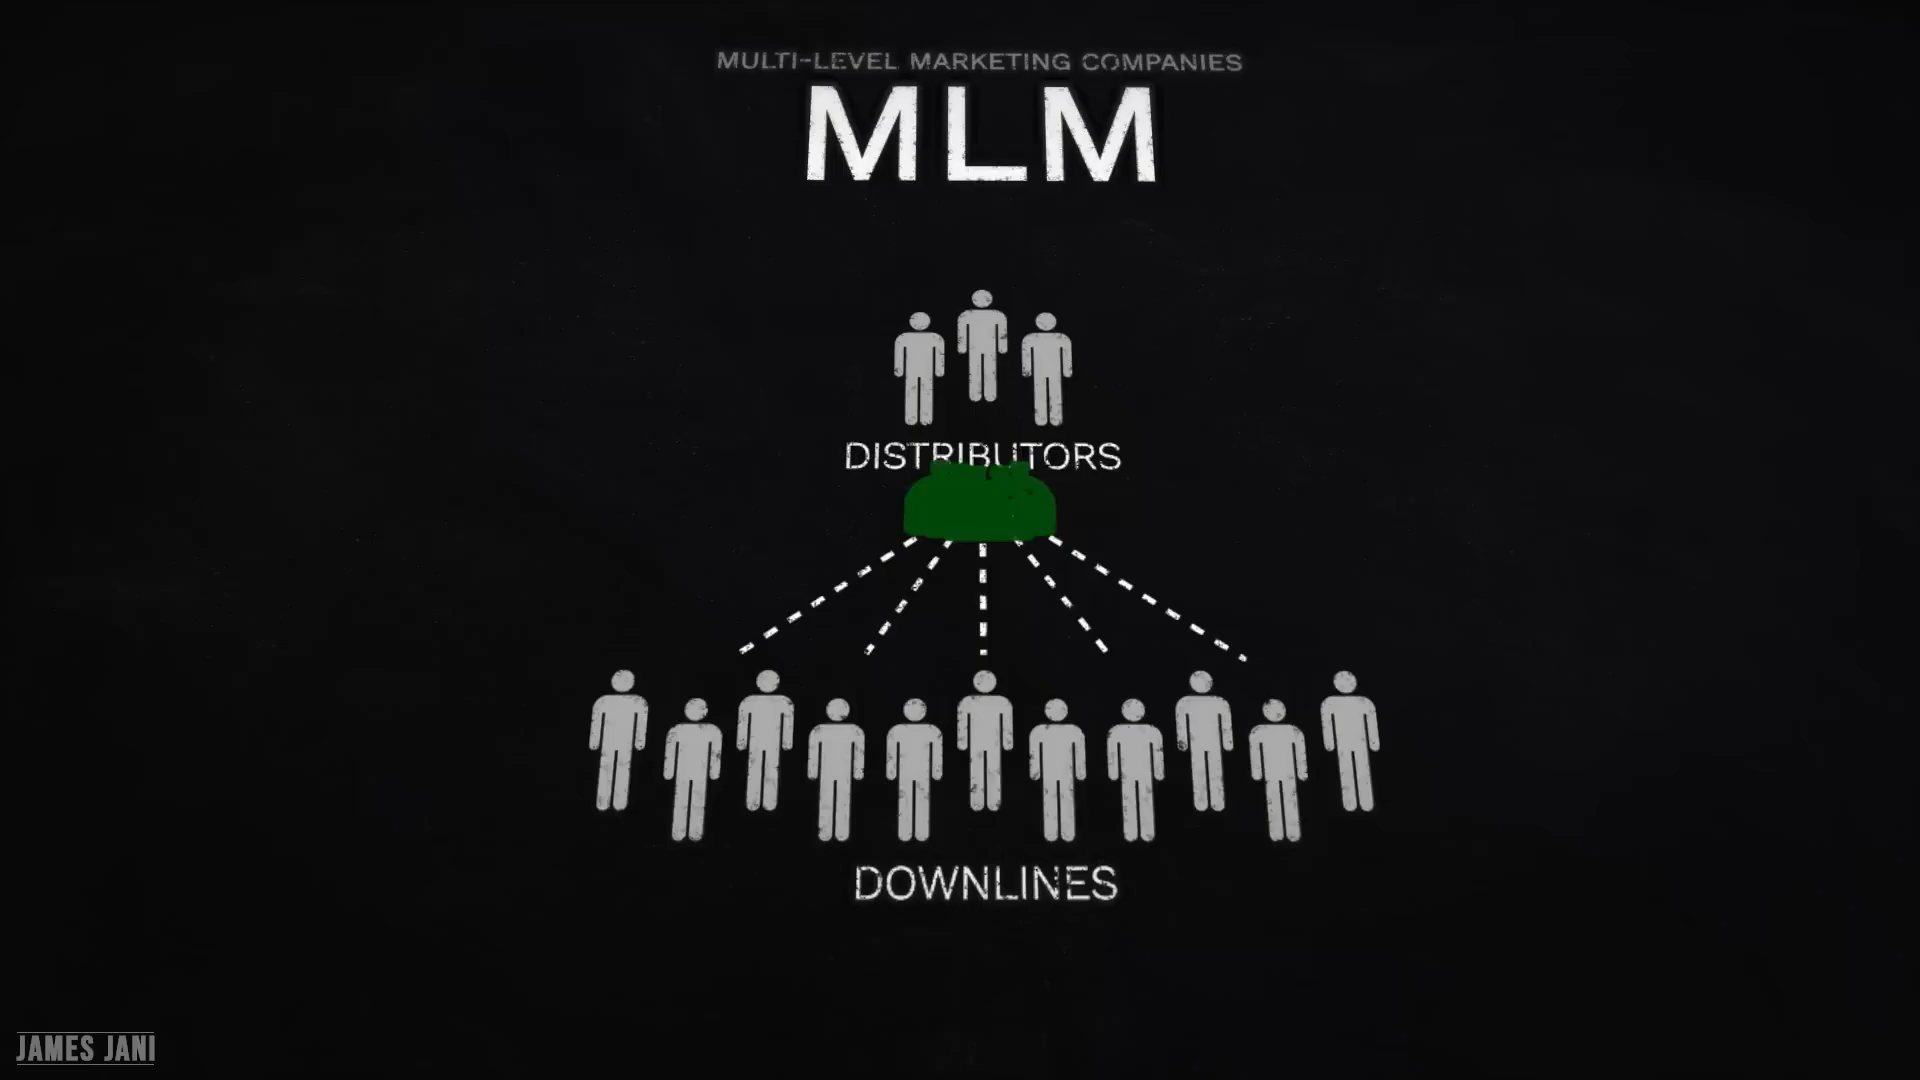 MULTI-LEVEL MARKETING COMPANIES
MLM
DISTRIBUTORS
DOWNLINES
JAMES JANI